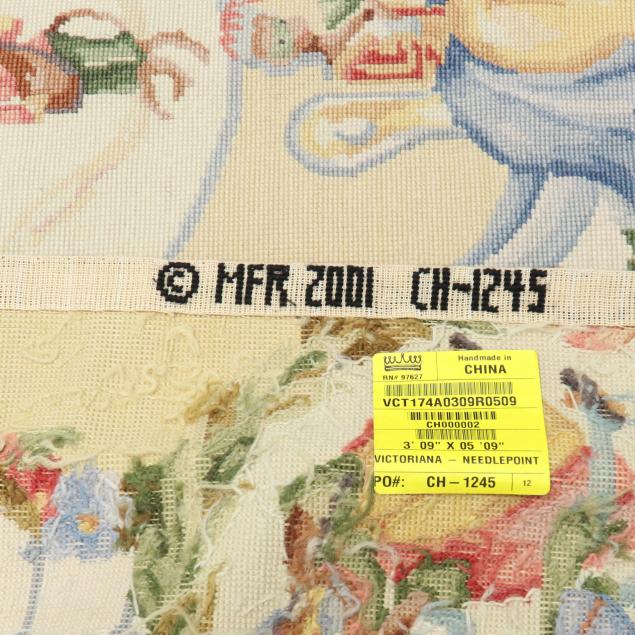 © MFR. 2001 CH-1245
Handmade in
CHINA
RN# 97627
VCT174A0309R0509
CH000002
3' 09" X 05 '09"
VICTORIANA - NEEDLEPOINT
PO#: CH-1245 12